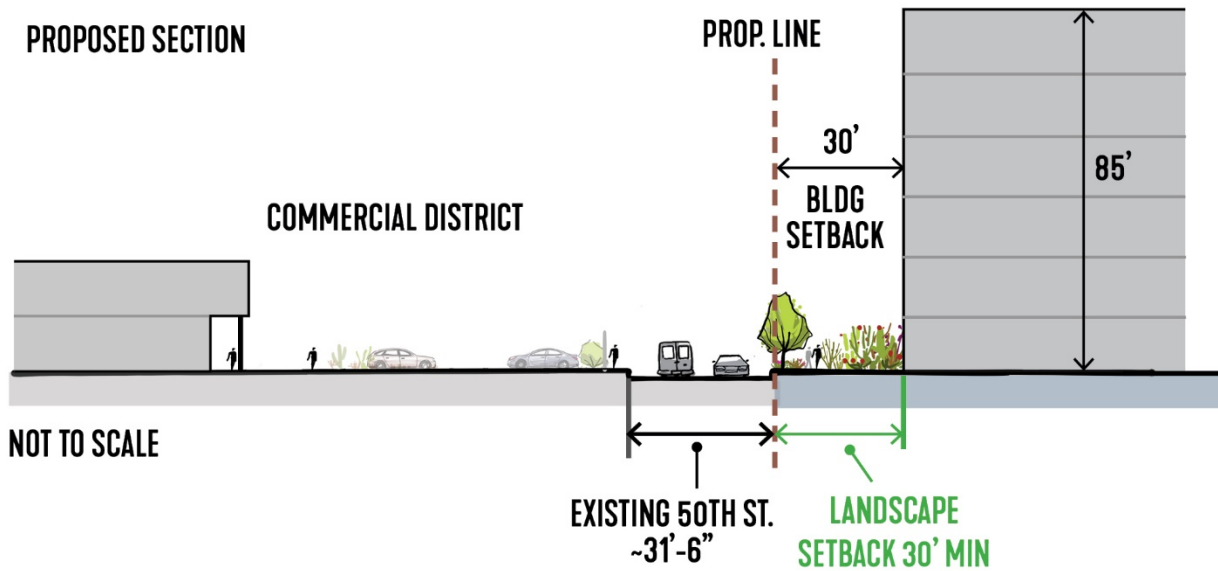 PROPOSED SECTION
PROP. LINE
30’
BLDG
SETBACK
85’
COMMERCIAL DISTRICT
NOT TO SCALE
EXISTING 50TH ST.
~31’-6”
LANDSCAPE
SETBACK 30’ MIN